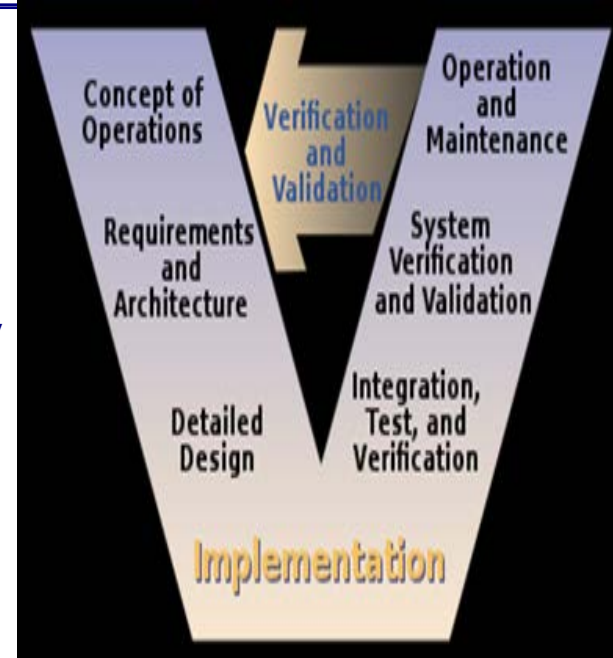 Concept of
Operations
Verification
and
Validation
Operation
and
Maintenance
Requirements
and
Architecture
System
Verification
and Validation
Detailed
Design
Integration,
Test, and
Verification
Implementation